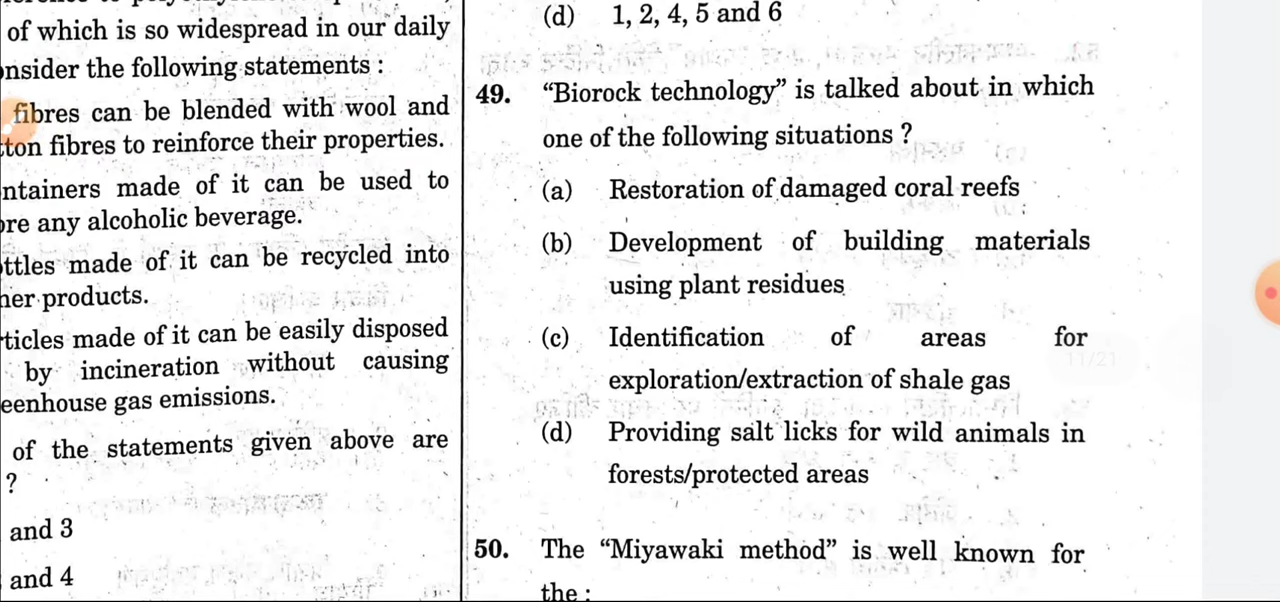 of which is so widespread in our daily
nsider the following statements :
fibres can be blended with wool and
ton fibres to reinforce their properties.
ntainers made of it can be used to
re any alcoholic beverage.
ttles made of it can be recycled into
er products.
ticles made of it can be easily disposed
by incineration without causing
eenhouse gas emissions.
of the statements given above are
?
and 3
and 4
(d) 1, 2, 4, 5 and 6
49. “Biorock technology” is talked about in which
one of the following situations ?
(a) Restoration of damaged coral reefs
(b) Development of building materials
using plant residues
(c) Identification of areas for
exploration/extraction of shale gas
(d) Providing salt licks for wild animals in
forests/protected areas
50. The “Miyawaki method” is well known for
the :
11/21